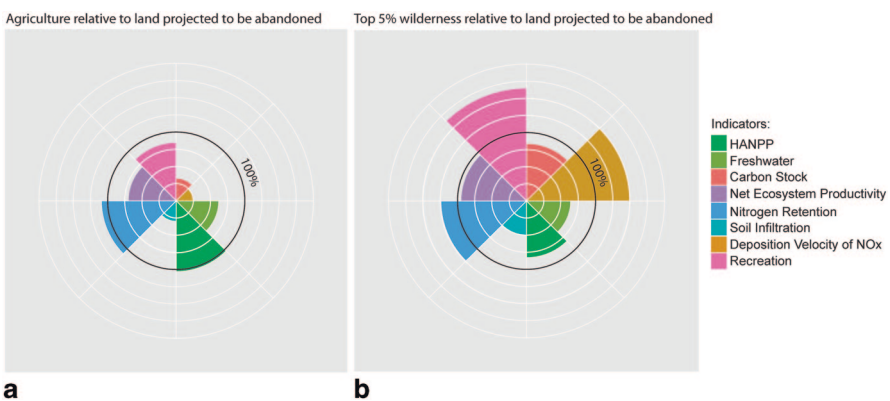 Agriculture relative to land projected to be abandoned
Top 5% wilderness relative to land projected to be abandoned
100%
100%
Indicators:
HANPP
Freshwater
Carbon Stock
Net Ecosystem Productivity
Nitrogen Retention
Soil Infiltration
Deposition Velocity of NOx
Recreation
a
b